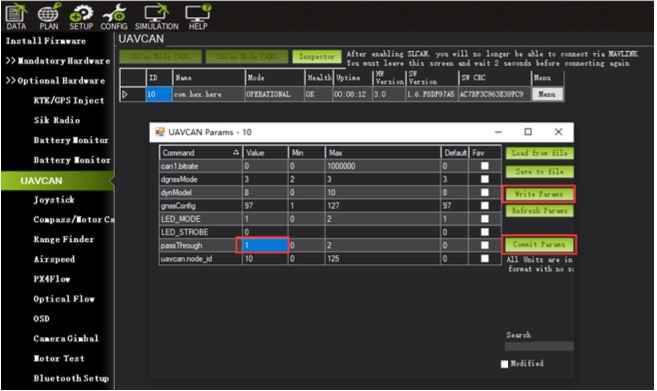 DATA PLAN SETUP CONFIG SIMULATION HELP
Install Firmware
>> Mandatory Hardware
>> Optional Hardware
RTK/GPS Inject
Sik Radio
Battery Monitor
Battery Monitor
UAVCAN
Joystick
Compass/Motor Ca
Range Finder
Airspeed
PX4Flow
Optical Flow
OSD
Camera Gimbal
Motor Test
Bluetooth Setup
UAVCAN
SLCan Mode CAN1 SLCan Mode CAN2 Inspector After enabling SLCAN, you will no longer be able to connect via MAVLINK.
You must leave this screen and wait 2 seconds before connecting again
ID Name Mode Health Uptime HW Version SW Version SW CRC Menu
10 com.hex.here OPERATIONAL OK 00:08:12 3.0 1.6.F8DF97A5 AC7BF3C963E39FC9 Menu
UAVCAN Params - 10
Command Value Min Max Default Fav
can1.bitrate 0 0 1000000
dgnssMode 3 2 3 3
dynModel 8 0 10 8
gnssConfig 97 1 127 97
LED_MODE 1 0 2 1
LED_STROBE 0 0
passThrough 1 0 2 0
uavcan.node_id 10 0 125 0
Load from file
Save to file
Write Params
Refresh Params
Commit Params
All Units are in
format with no
Search
Modified